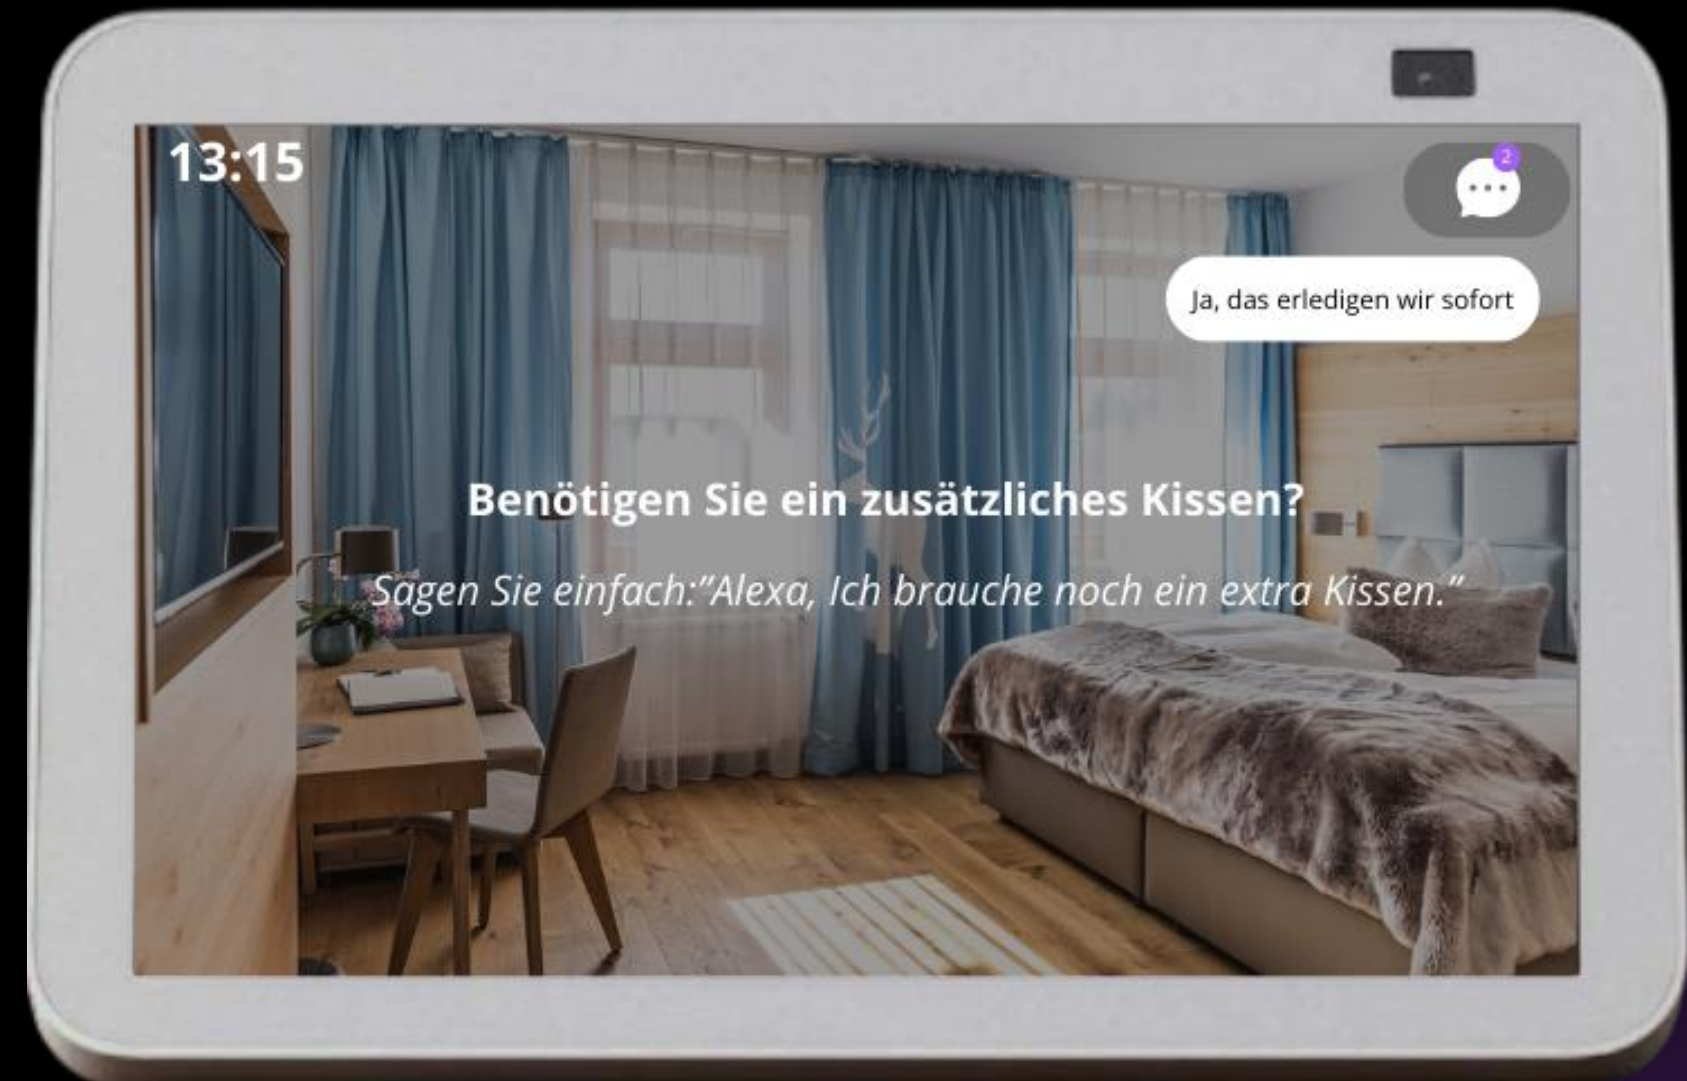 13:15
2
Ja, das erledigen wir sofort
Benötigen Sie ein zusätzliches Kissen?
Sagen Sie einfach:”Alexa, Ich brauche noch ein extra Kissen.”